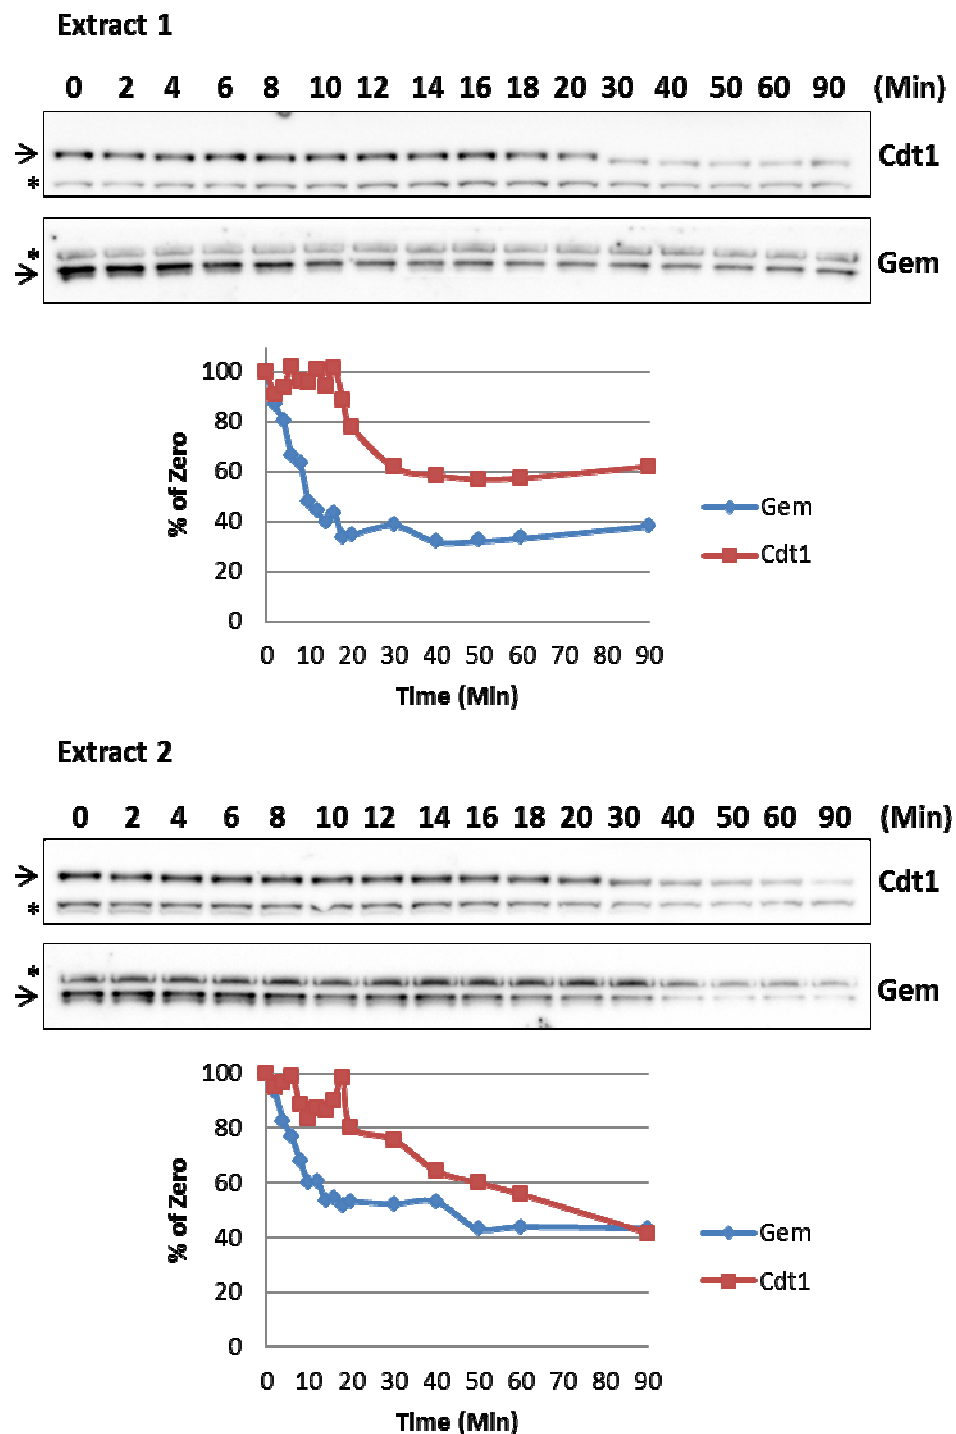 Extract 1
0 2 4 6 8 10 12 14 16 18 20 30 40 50 60 90 (Min)
Cdt1
*
*
Gem
100
80
60
40
20
0
% of Zero
Gem
Cdt1
0 10 20 30 40 50 60 70 80 90
Time (Min)
Extract 2
0 2 4 6 8 10 12 14 16 18 20 30 40 50 60 90 (Min)
Cdt1
*
*
Gem
100
80
60
40
20
0
% of Zero
Gem
Cdt1
0 10 20 30 40 50 60 70 80 90
Time (Min)